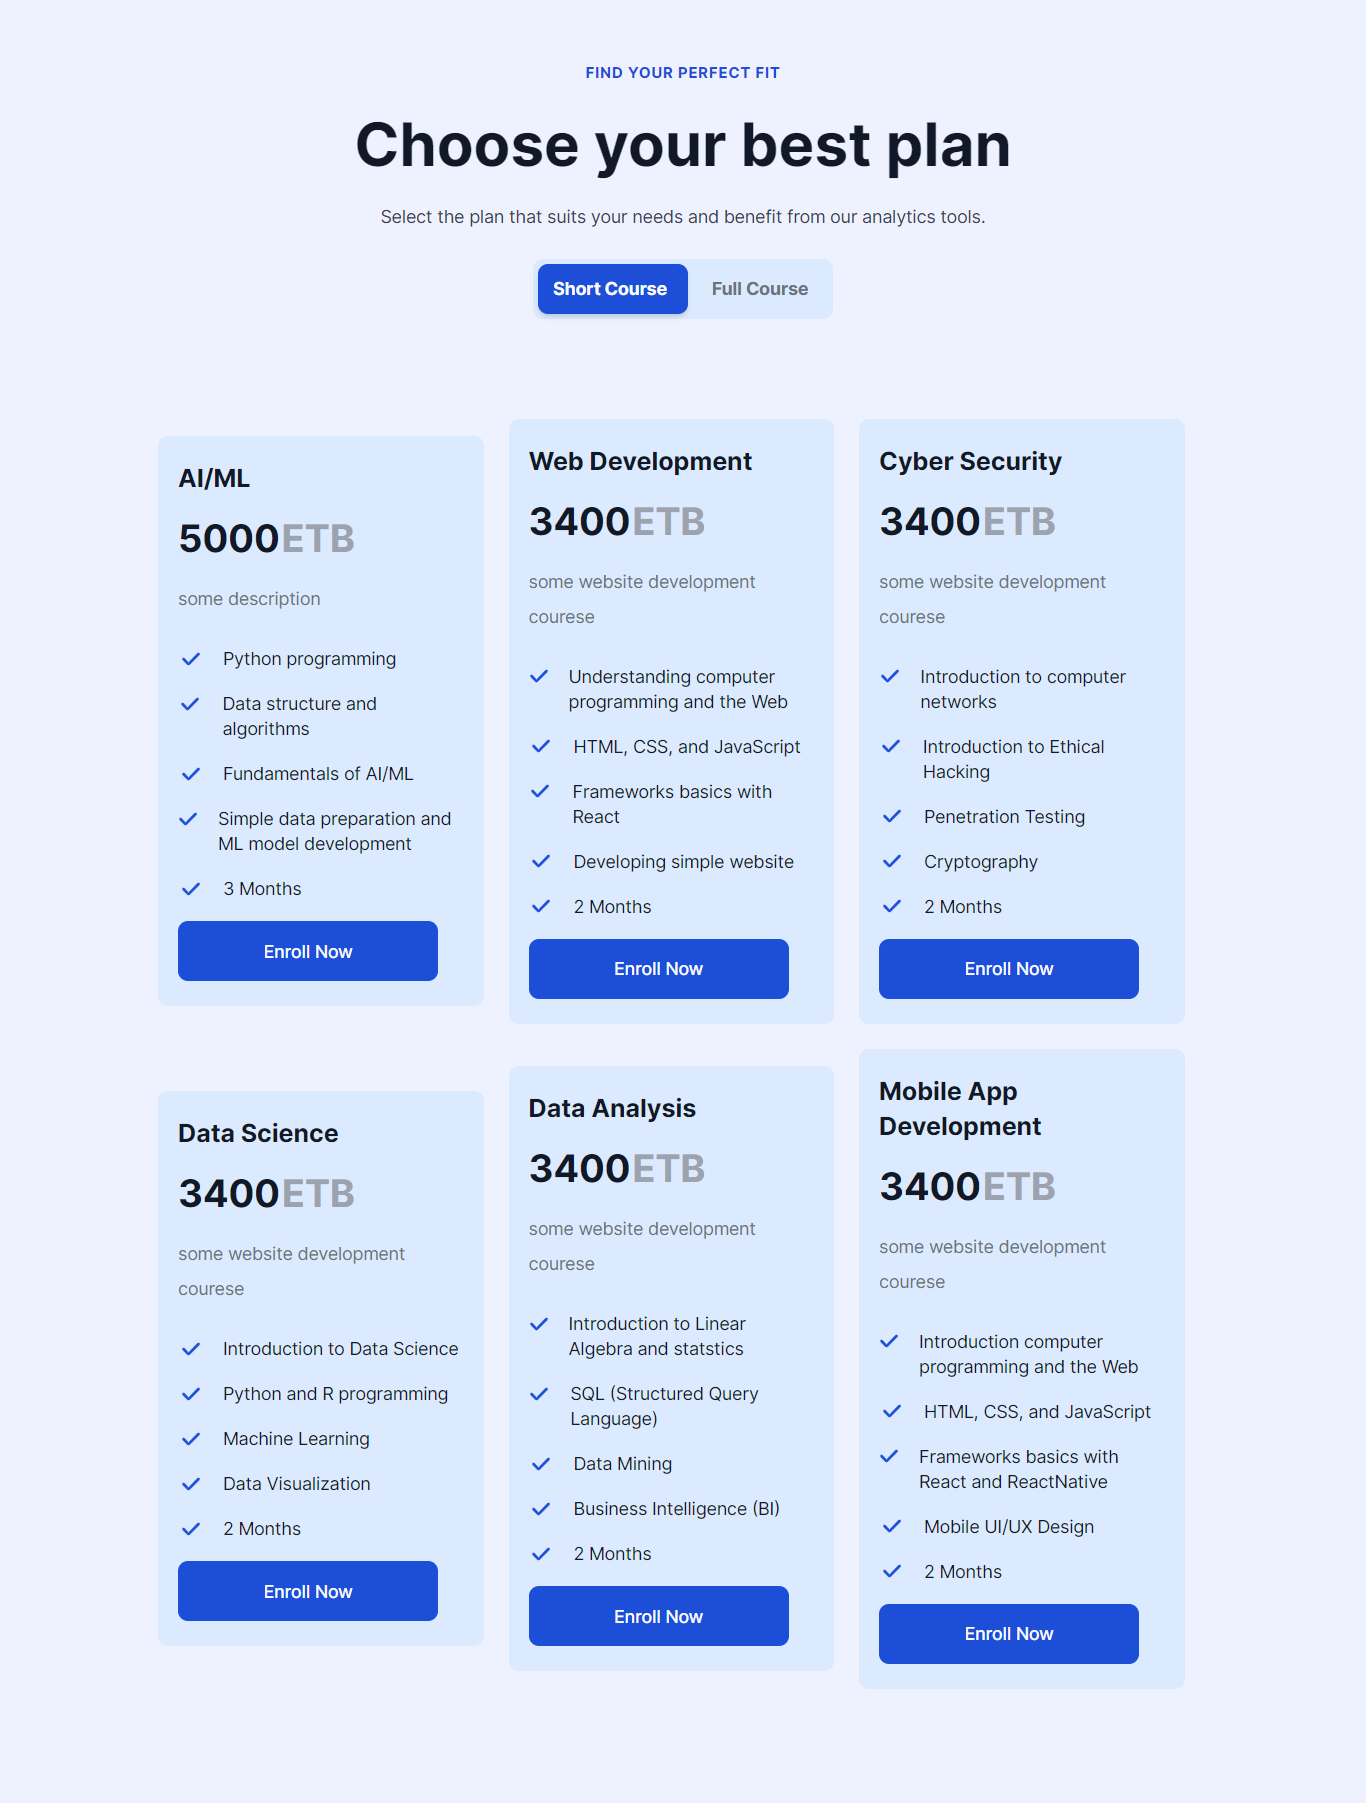 FIND YOUR PERFECT FIT
Choose your best plan
Select the plan that suits your needs and benefit from our analytics tools.
Short Course
Full Course
AI/ML
5000ETB
some description
Python programming
Data structure and
algorithms
Fundamentals of AI/ML
Simple data preparation and
ML model development
3 Months
Enroll Now
Web Development
3400ETB
some website development
courese
Understanding computer
programming and the Web
HTML, CSS, and JavaScript
Frameworks basics with
React
Developing simple website
2 Months
Enroll Now
Cyber Security
3400ETB
some website development
courese
Introduction to computer
networks
Introduction to Ethical
Hacking
Penetration Testing
Cryptography
2 Months
Enroll Now
Data Science
3400ETB
some website development
courese
Introduction to Data Science
Python and R programming
Machine Learning
Data Visualization
2 Months
Enroll Now
Data Analysis
3400ETB
some website development
courese
Introduction to Linear
Algebra and statstics
SQL (Structured Query
Language)
Data Mining
Business Intelligence (BI)
2 Months
Enroll Now
Mobile App
Development
3400ETB
some website development
courese
Introduction computer
programming and the Web
HTML, CSS, and JavaScript
Frameworks basics with
React and ReactNative
Mobile UI/UX Design
2 Months
Enroll Now